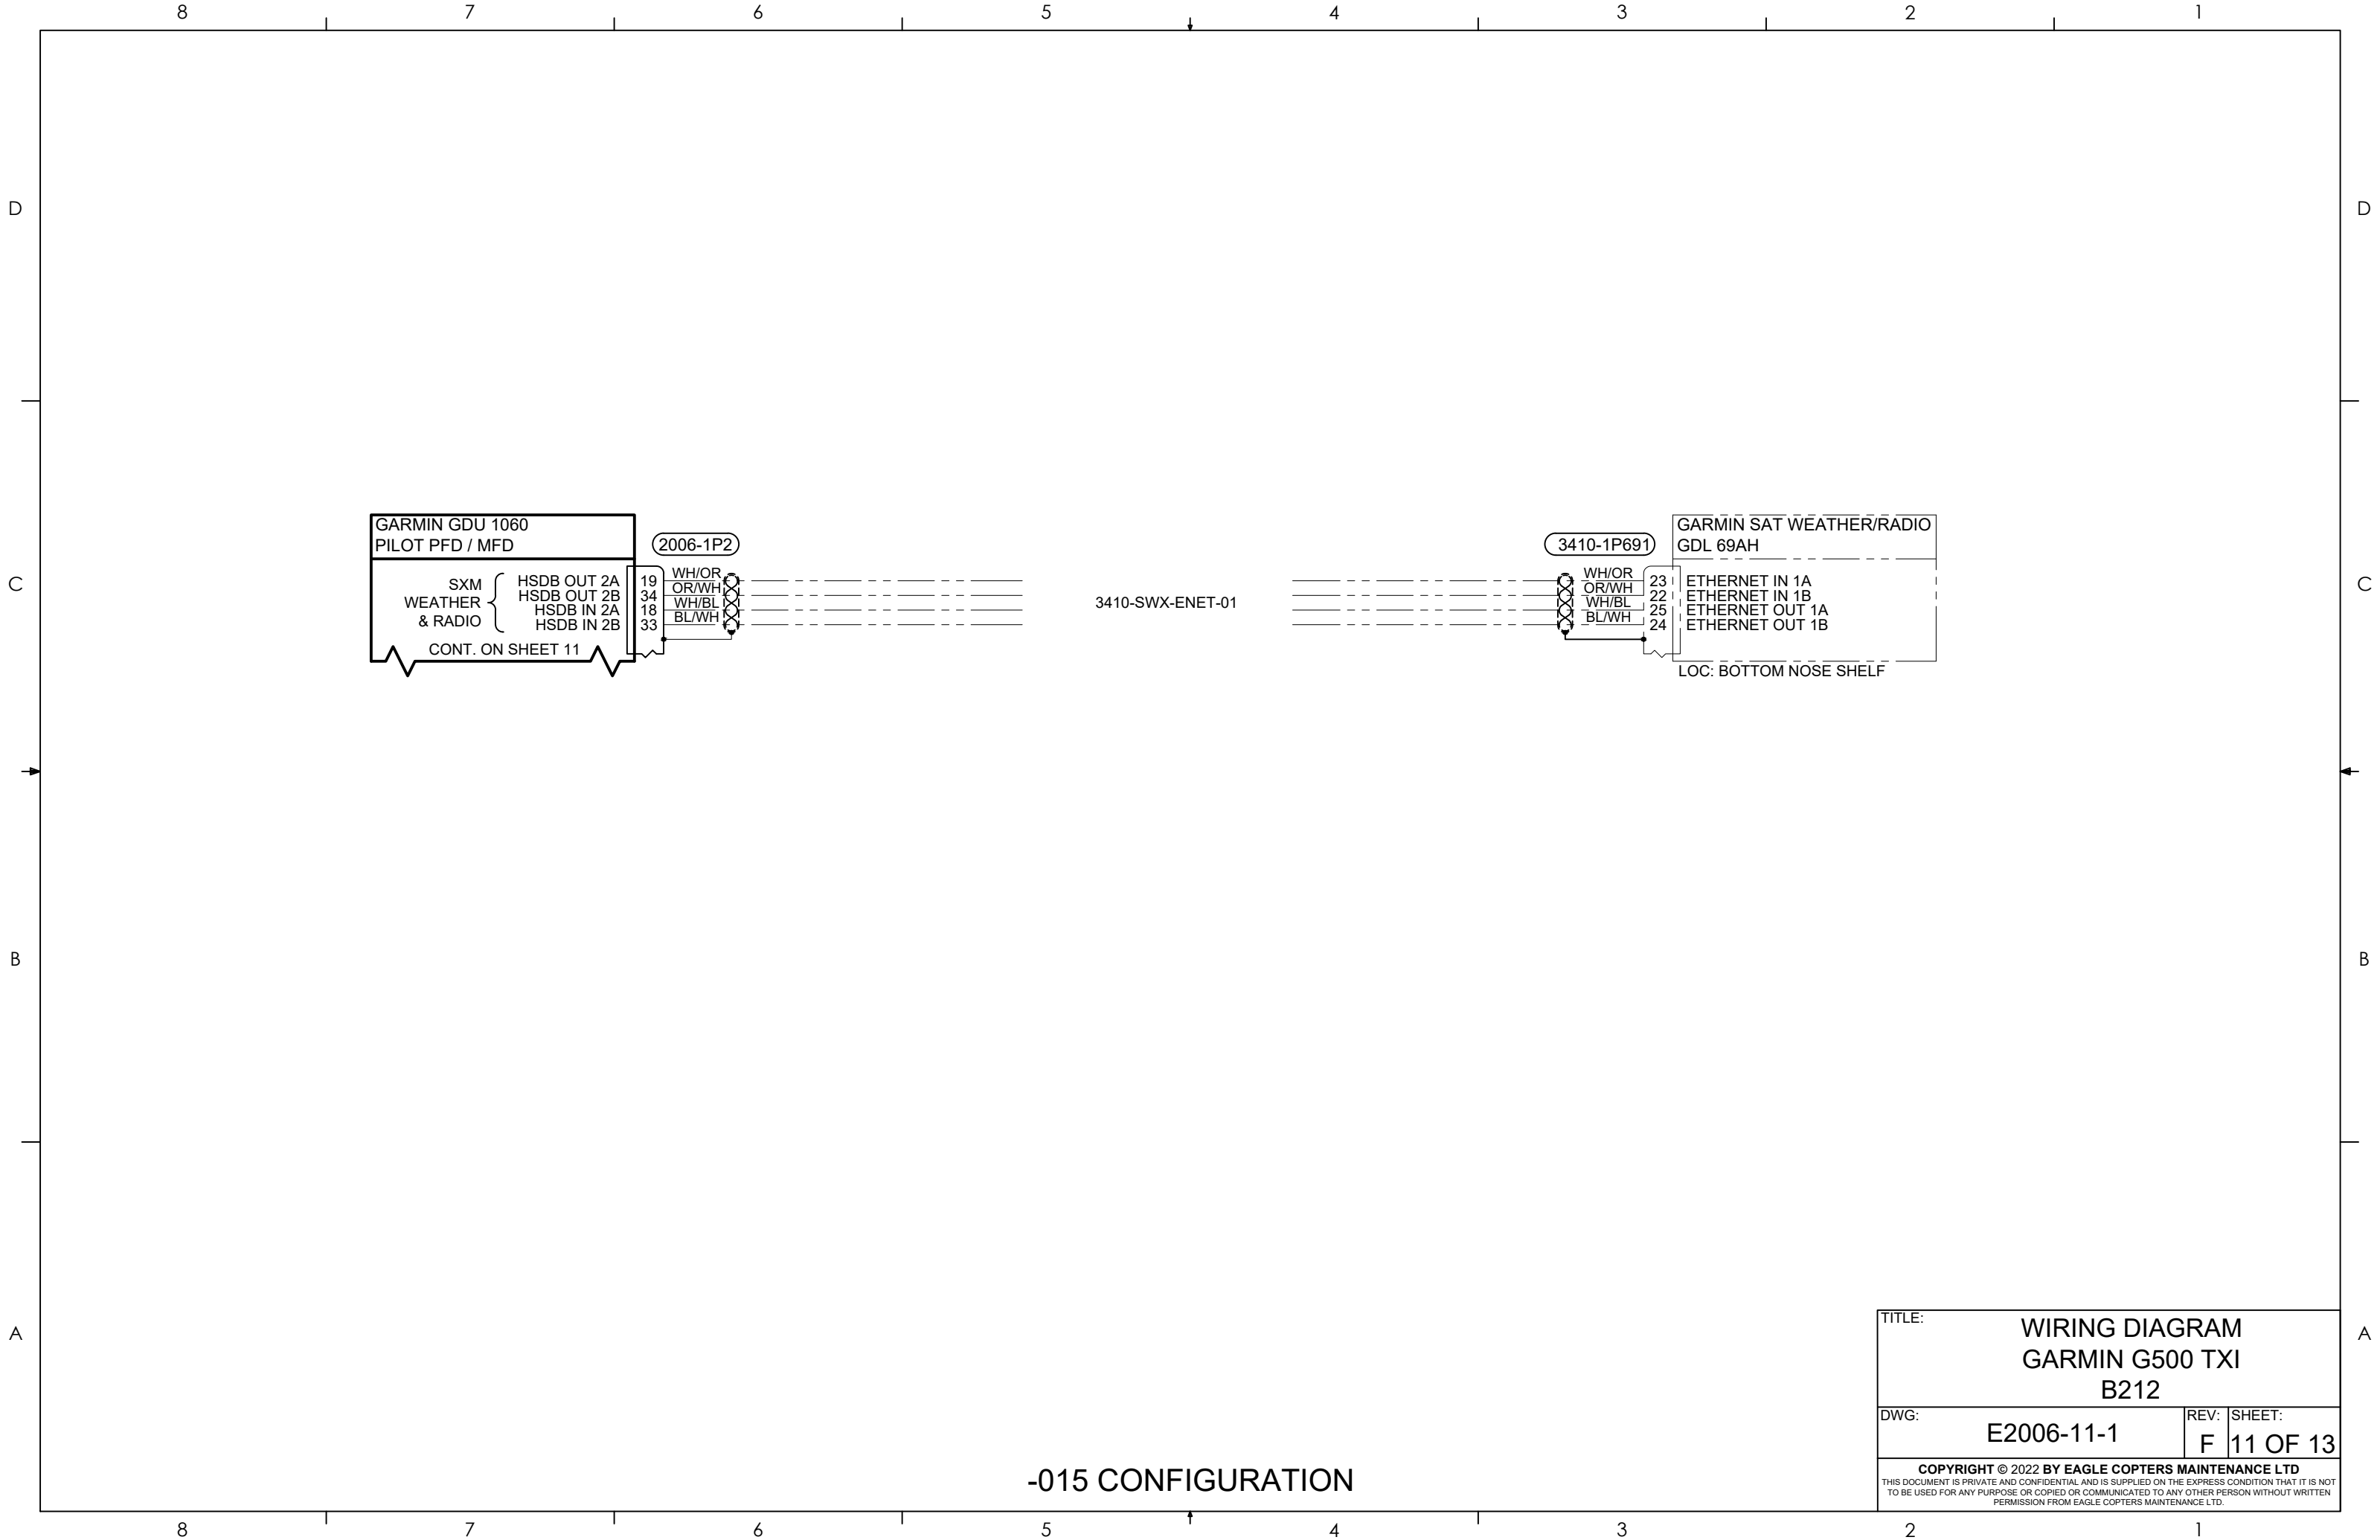 8 7 6 5 4 3 2 1
D D
GARMIN GDU 1060
PILOT PFD / MFD
2006-1P2
SXM
WEATHER
& RADIO
HSDB OUT 2A 19 WH/OR
HSDB OUT 2B 34 OR/WH
HSDB IN 2A 18 WH/BL
HSDB IN 2B 33 BL/WH
CONT. ON SHEET 11
3410-SWX-ENET-01
3410-1P691
GARMIN SAT WEATHER/RADIO
GDL 69AH
WH/OR 23 ETHERNET IN 1A
OR/WH 22 ETHERNET IN 1B
WH/BL 25 ETHERNET OUT 1A
BL/WH 24 ETHERNET OUT 1B
LOC: BOTTOM NOSE SHELF
C C
B B
A A
TITLE:
WIRING DIAGRAM
GARMIN G500 TXI
B212
DWG:
E2006-11-1
REV:
F
SHEET:
11 OF 13
COPYRIGHT © 2022 BY EAGLE COPTERS MAINTENANCE LTD
THIS DOCUMENT IS PRIVATE AND CONFIDENTIAL AND IS SUPPLIED ON THE EXPRESS CONDITION THAT IT IS NOT
TO BE USED FOR ANY PURPOSE OR COPIED OR COMMUNICATED TO ANY OTHER PERSON WITHOUT WRITTEN
PERMISSION FROM EAGLE COPTERS MAINTENANCE LTD.
-015 CONFIGURATION
8 7 6 5 4 3 2 1